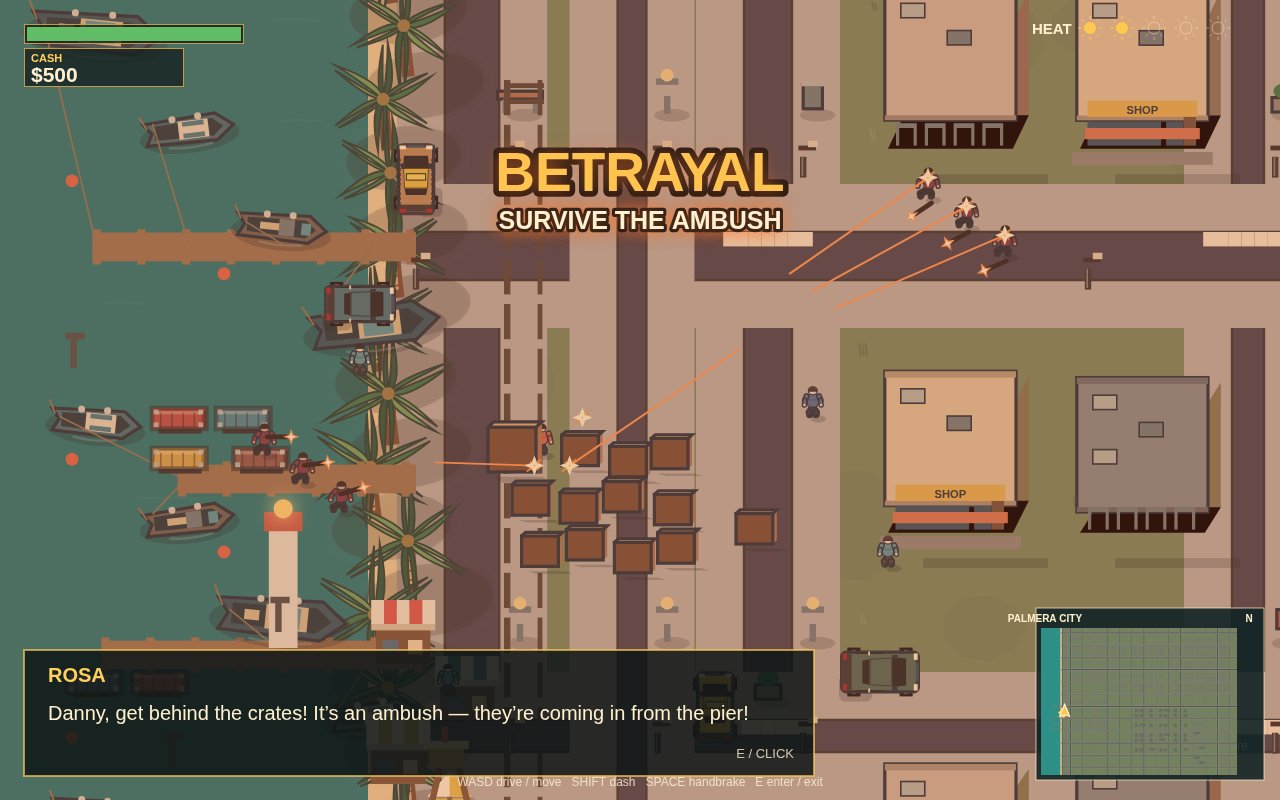 CASH
$500
HEAT
SHOP
BETRAYAL
SURVIVE THE AMBUSH
SHOP
PALMERA CITY
N
ROSA
Danny, get behind the crates! It’s an ambush — they’re coming in from the pier!
E / CLICK
WASD drive / move   SHIFT dash   SPACE handbrake   E enter / exit